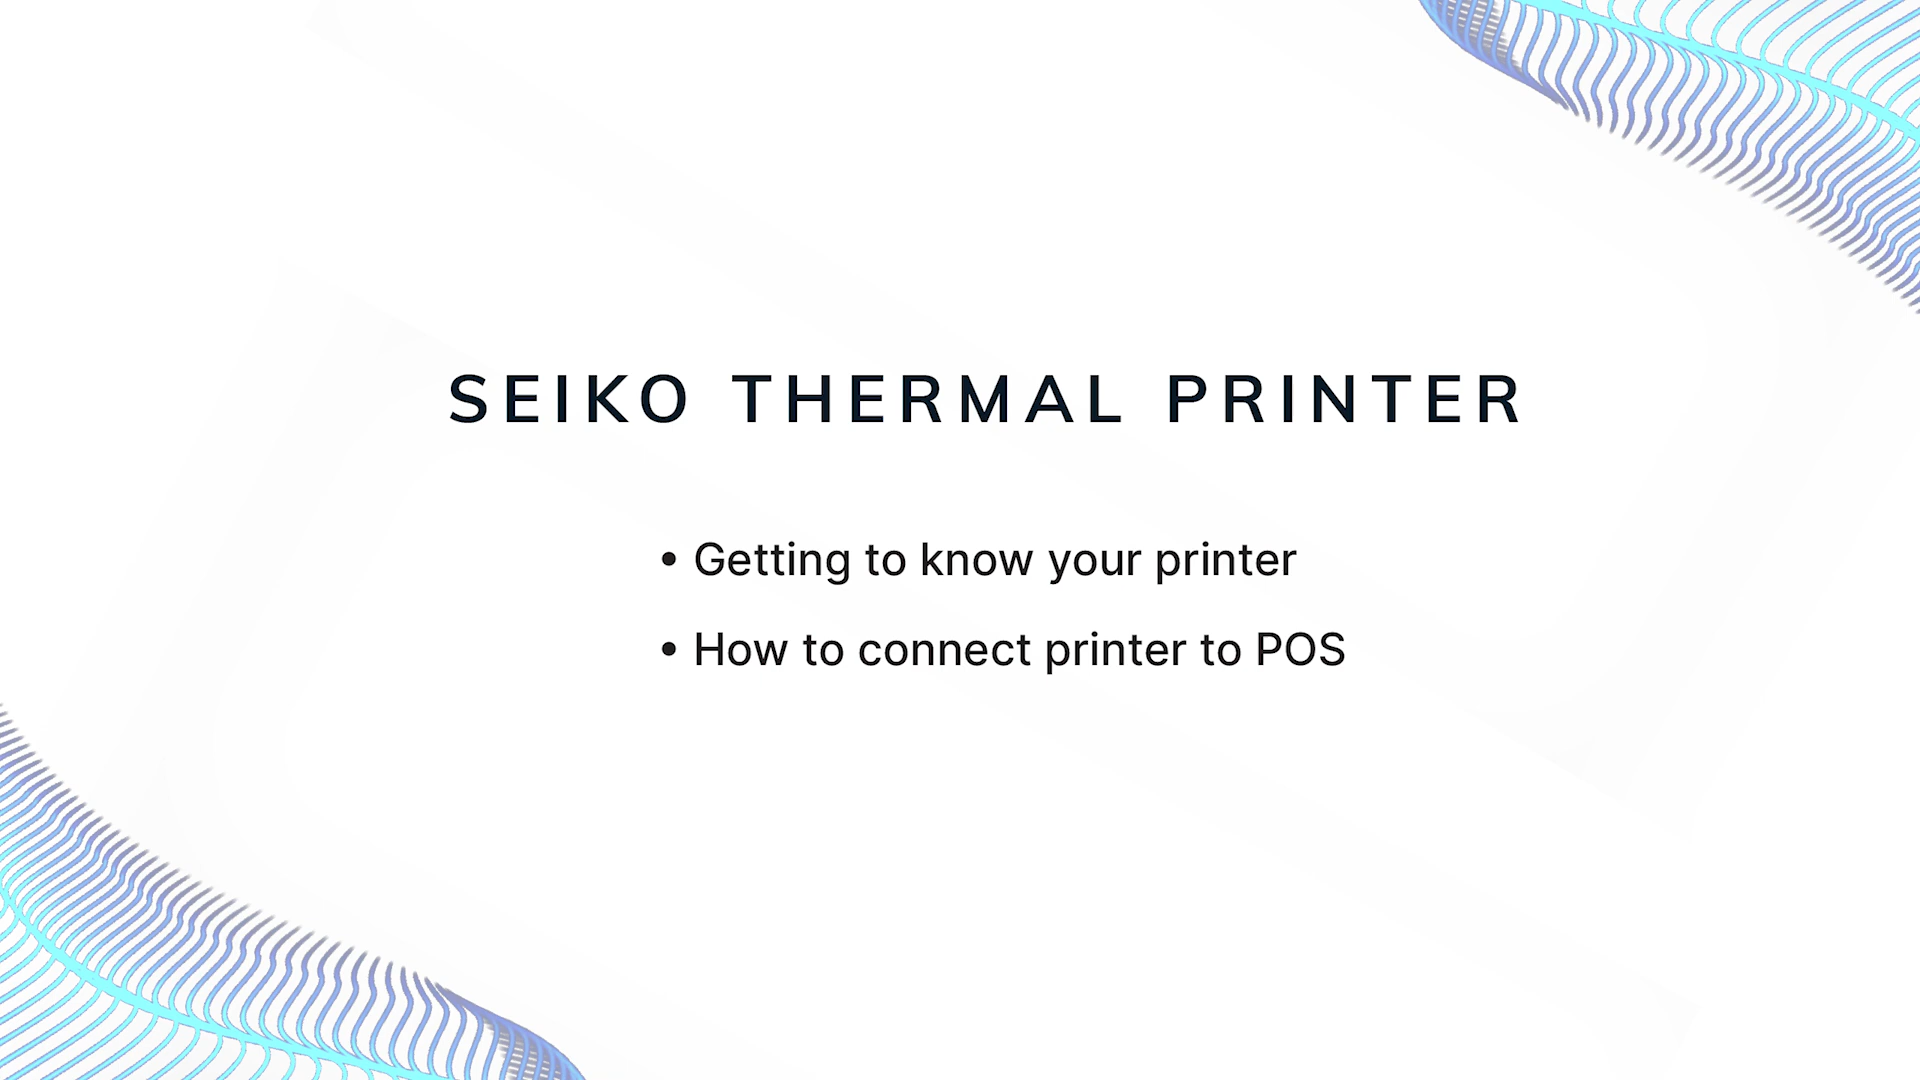 SEIKO THERMAL PRINTER
• Getting to know your printer
• How to connect printer to POS